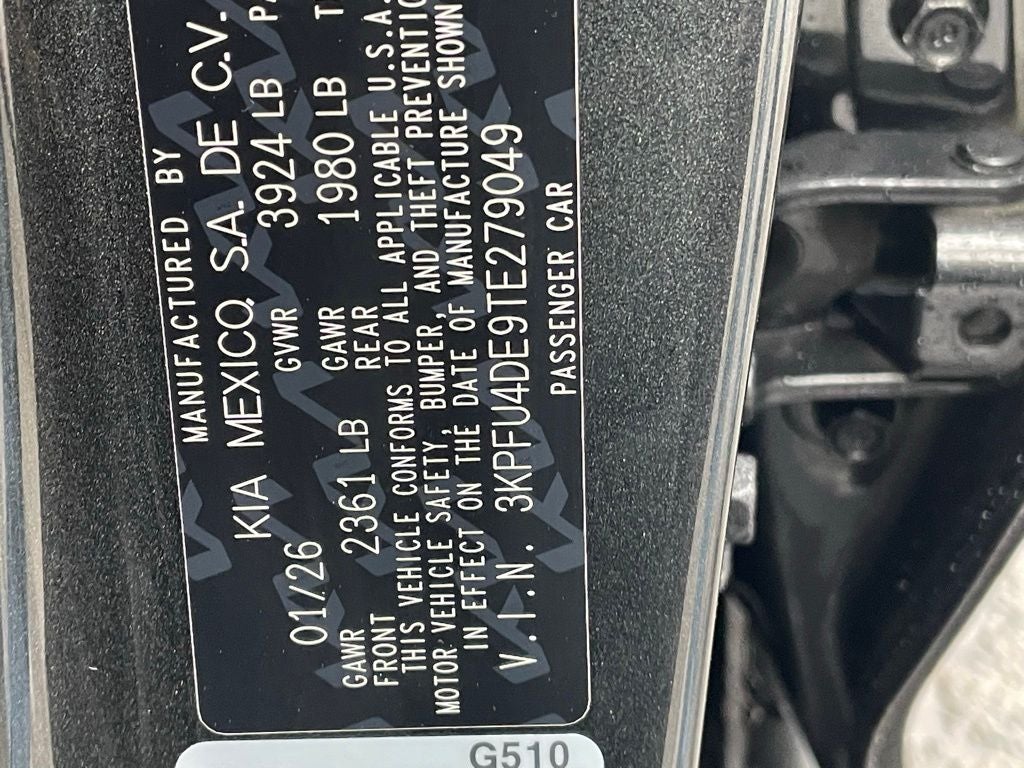 MANUFACTURED BY
KIA MEXICO, S.A. DE C.V.
01/26 GVWR 3924 LB
GAWR FRONT 2361 LB GAWR REAR 1980 LB
THIS VEHICLE CONFORMS TO ALL APPLICABLE U.S.A.
MOTOR VEHICLE SAFETY, BUMPER, AND THEFT PREVENTIO
IN EFFECT ON THE DATE OF MANUFACTURE SHOWN
V.I.N. 3KPFU4DE9TE279049
PASSENGER CAR
G510